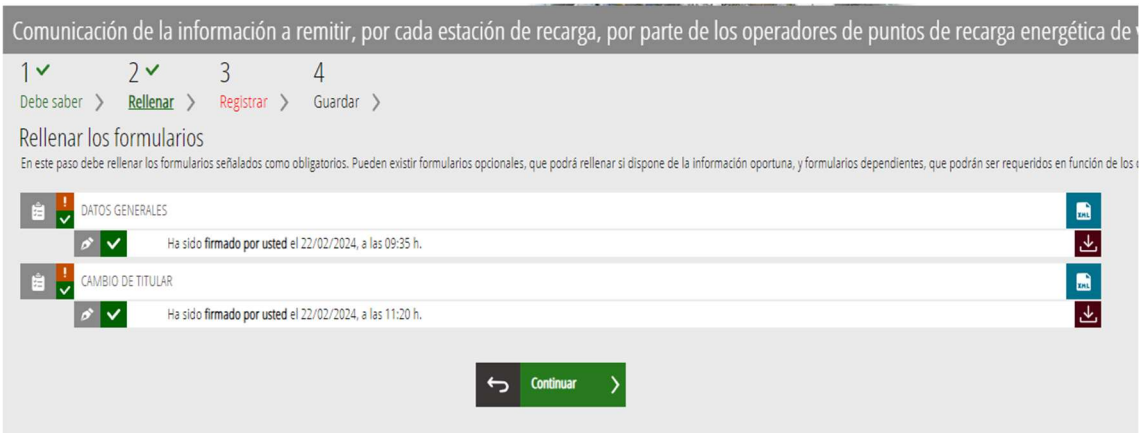 Comunicación de la información a remitir, por cada estación de recarga, por parte de los operadores de puntos de recarga energética de
1 2 3 4
Debe saber Rellenar Registrar Guardar
Rellenar los formularios
En este paso debe rellenar los formularios señalados como obligatorios. Pueden existir formularios opcionales, que podrá rellenar si dispone de la información oportuna, y formularios dependientes, que podrán ser requeridos en función de los
DATOS GENERALES
XML
Ha sido firmado por usted el 22/02/2024, a las 09:35 h.
CAMBIO DE TITULAR
XML
Ha sido firmado por usted el 22/02/2024, a las 11:20 h.
Continuar